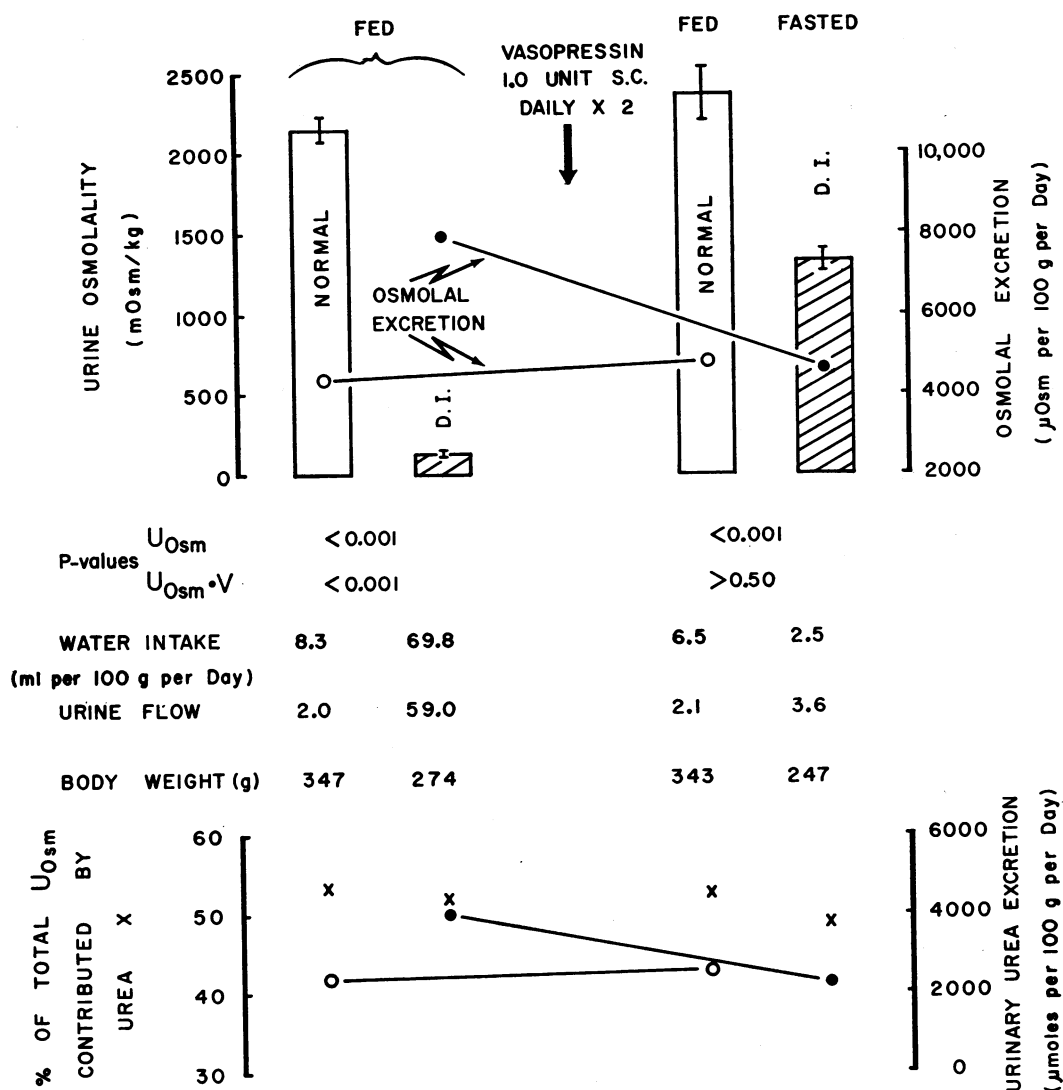 FED
FED
FASTED
VASOPRESSIN
1.0 UNIT S.C.
DAILY X 2
URINE OSMOLALITY
(mOsm/kg)
2500
2000
1500
1000
500
0
NORMAL
D. I.
OSMOLAL
EXCRETION
NORMAL
D. I.
10,000
8000
6000
4000
2000
OSMOLAL EXCRETION
(µOsm per 100 g per Day)
P-values
UOsm <0.001 <0.001
UOsm•V <0.001 >0.50
WATER INTAKE 8.3 69.8 6.5 2.5
(ml per 100 g per Day)
URINE FLOW 2.0 59.0 2.1 3.6
BODY WEIGHT (g) 347 274 343 247
% OF TOTAL UOsm
CONTRIBUTED BY
UREA X
60
50
40
30
X X X X
6000
4000
2000
0
URINARY UREA EXCRETION
(µmoles per 100 g per Day)